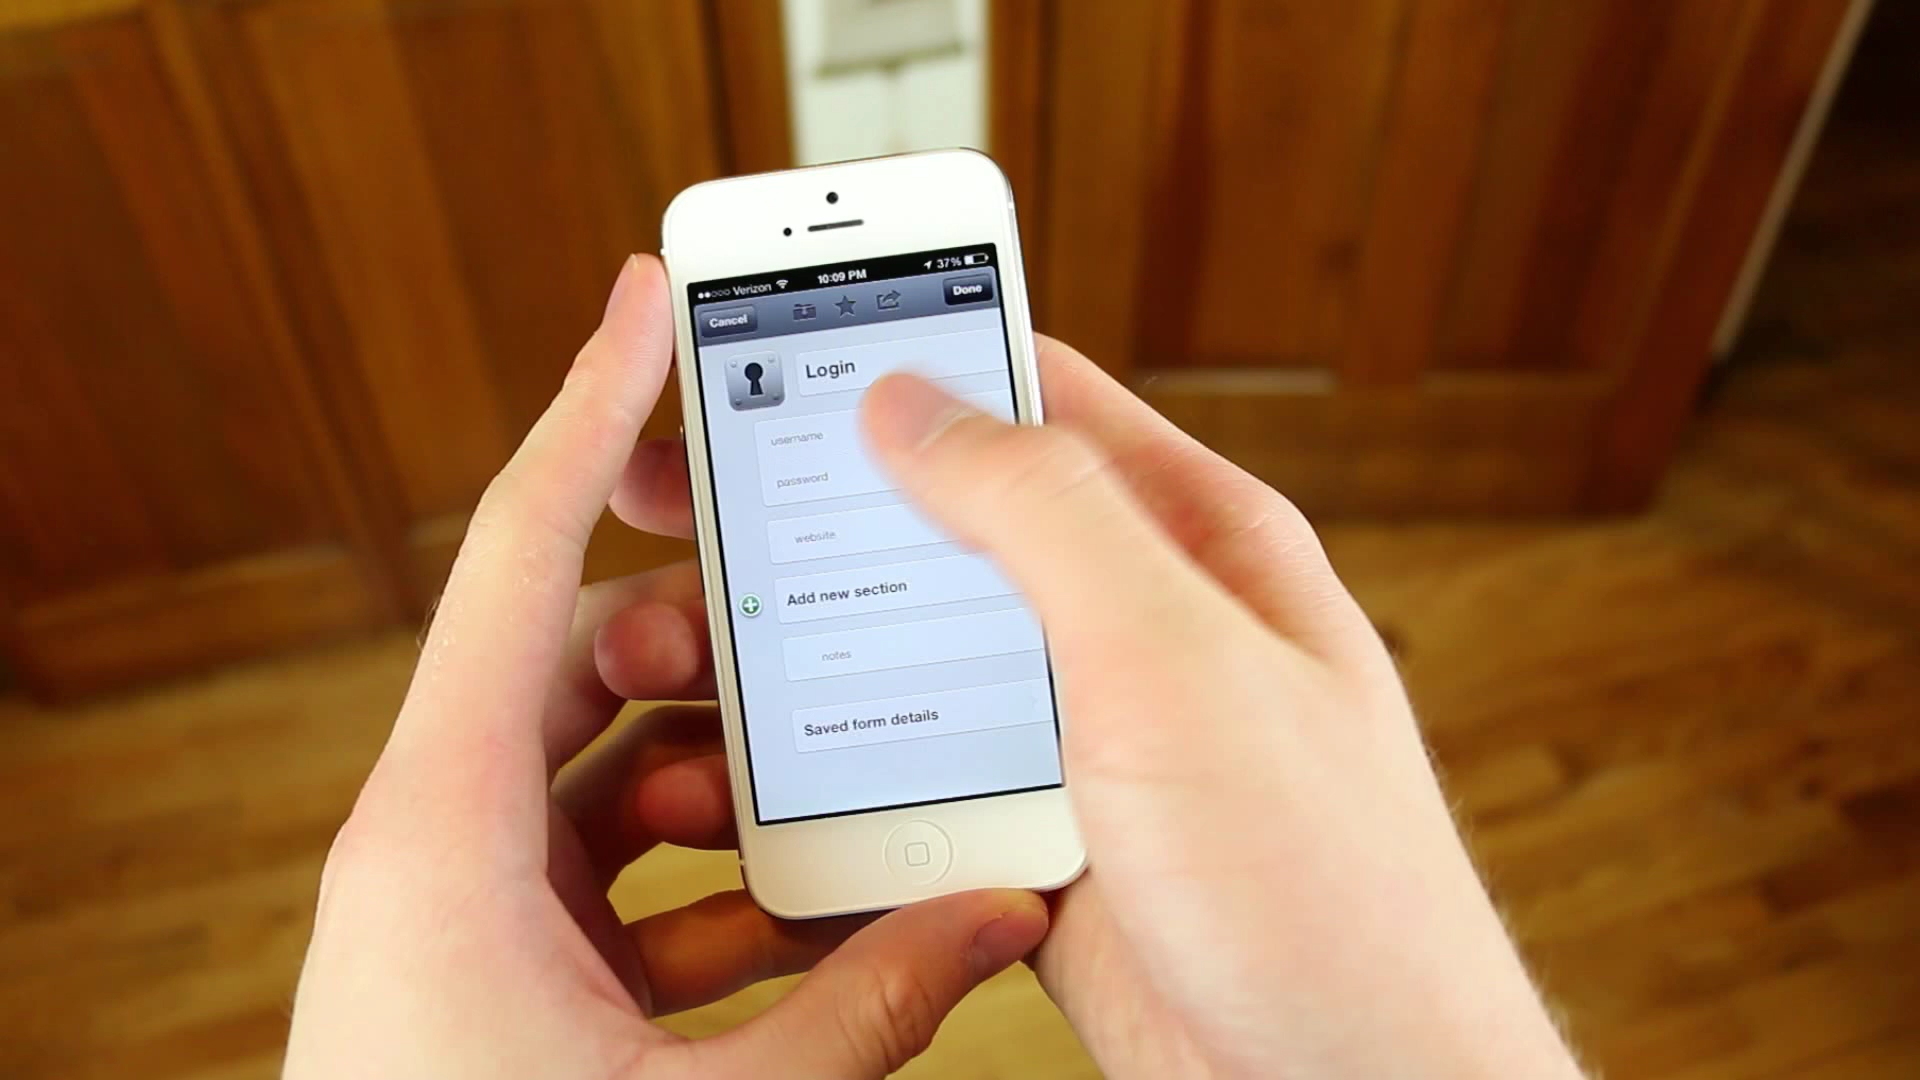 Verizon 10:09 PM 37%
Cancel Done
Login
username
password
website
Add new section
notes
Saved form details